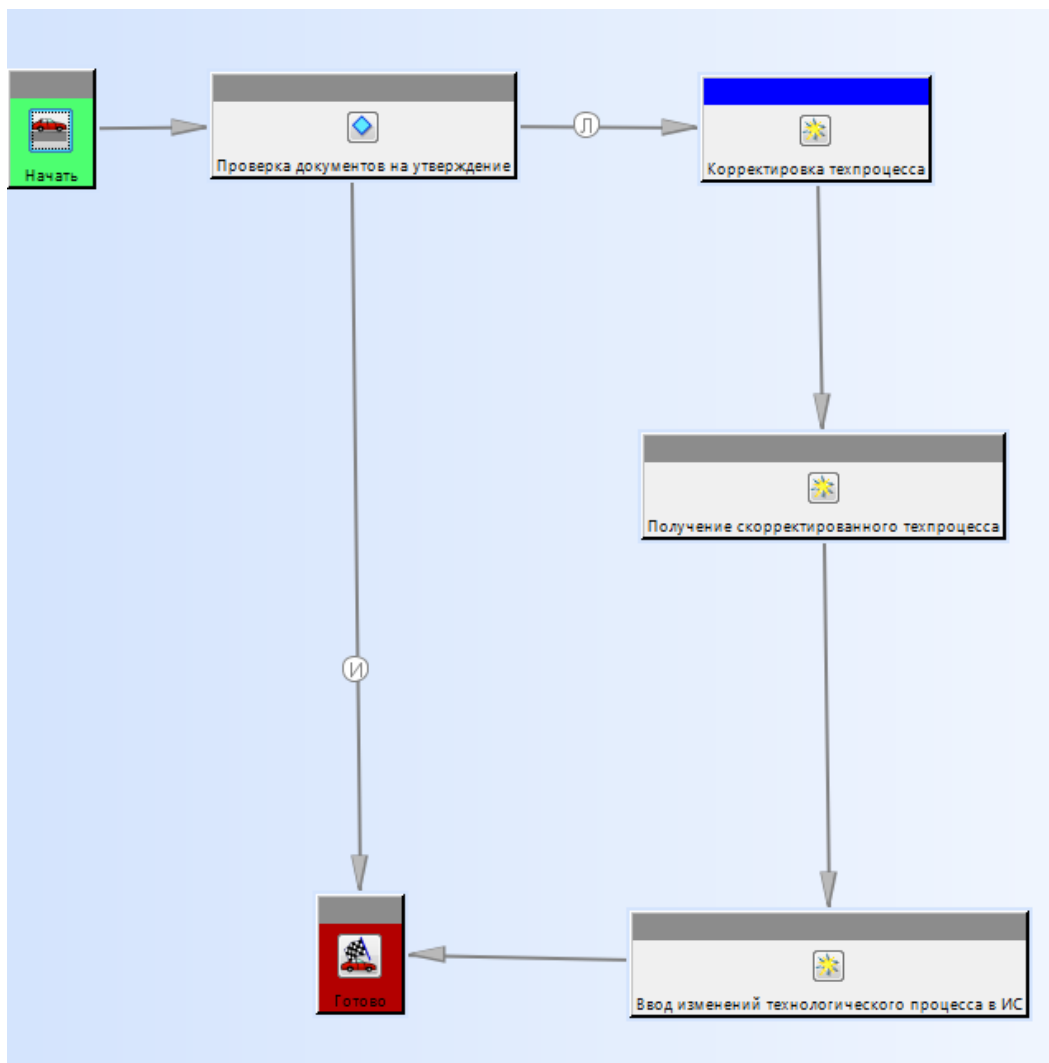 Начать
Проверка документов на утверждение
Л
Корректировка техпроцесса
Получение скорректированного техпроцесса
И
Готово
Ввод изменений технологического процесса в ИС